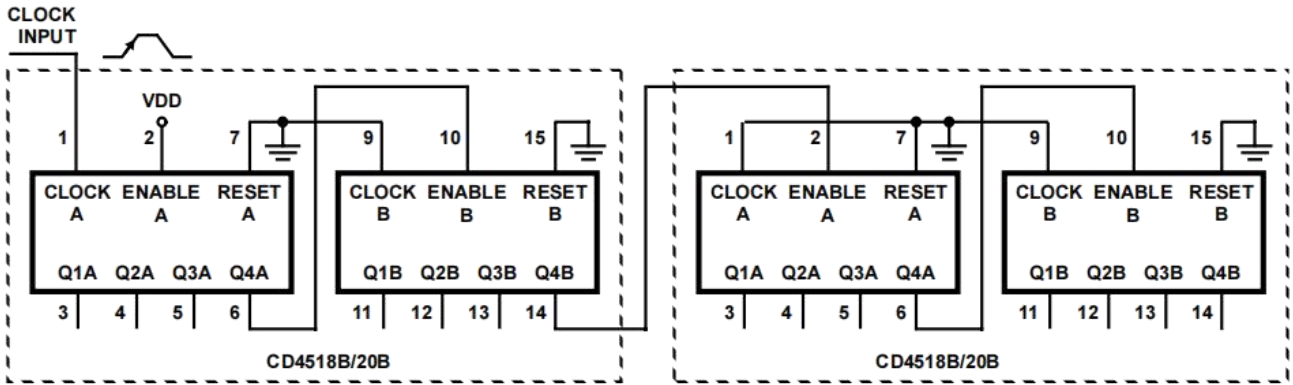 CLOCK
INPUT
VDD
1 2 7 9 10 15 1 2 7 9 10 15
CLOCK ENABLE RESET CLOCK ENABLE RESET CLOCK ENABLE RESET CLOCK ENABLE RESET
A A A B B B A A A B B B
Q1A Q2A Q3A Q4A Q1B Q2B Q3B Q4B Q1A Q2A Q3A Q4A Q1B Q2B Q3B Q4B
3 4 5 6 11 12 13 14 3 4 5 6 11 12 13 14
CD4518B/20B CD4518B/20B